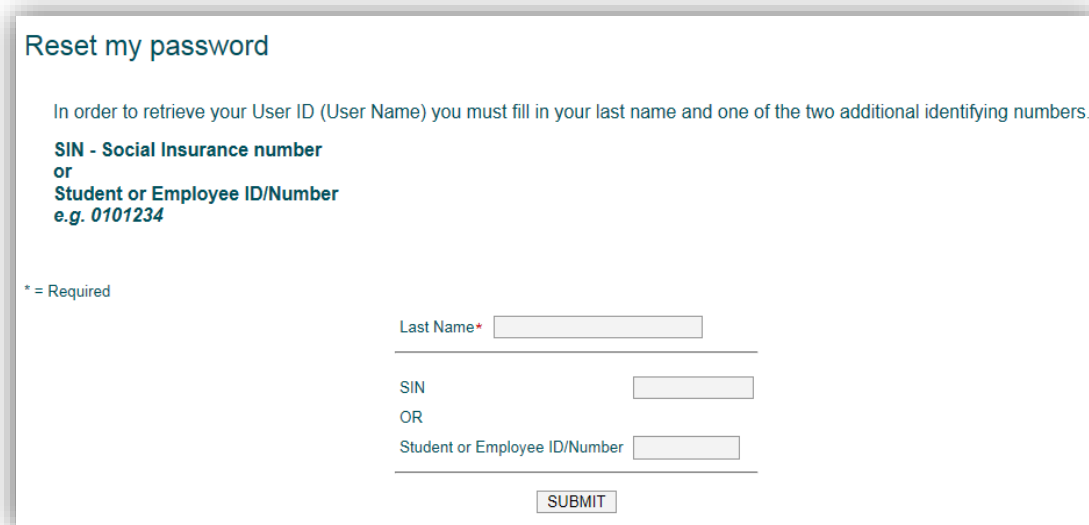 Reset my password
In order to retrieve your User ID (User Name) you must fill in your last name and one of the two additional identifying numbers.
SIN - Social Insurance number
or
Student or Employee ID/Number
e.g. 0101234
* = Required
Last Name*
SIN
OR
Student or Employee ID/Number
SUBMIT